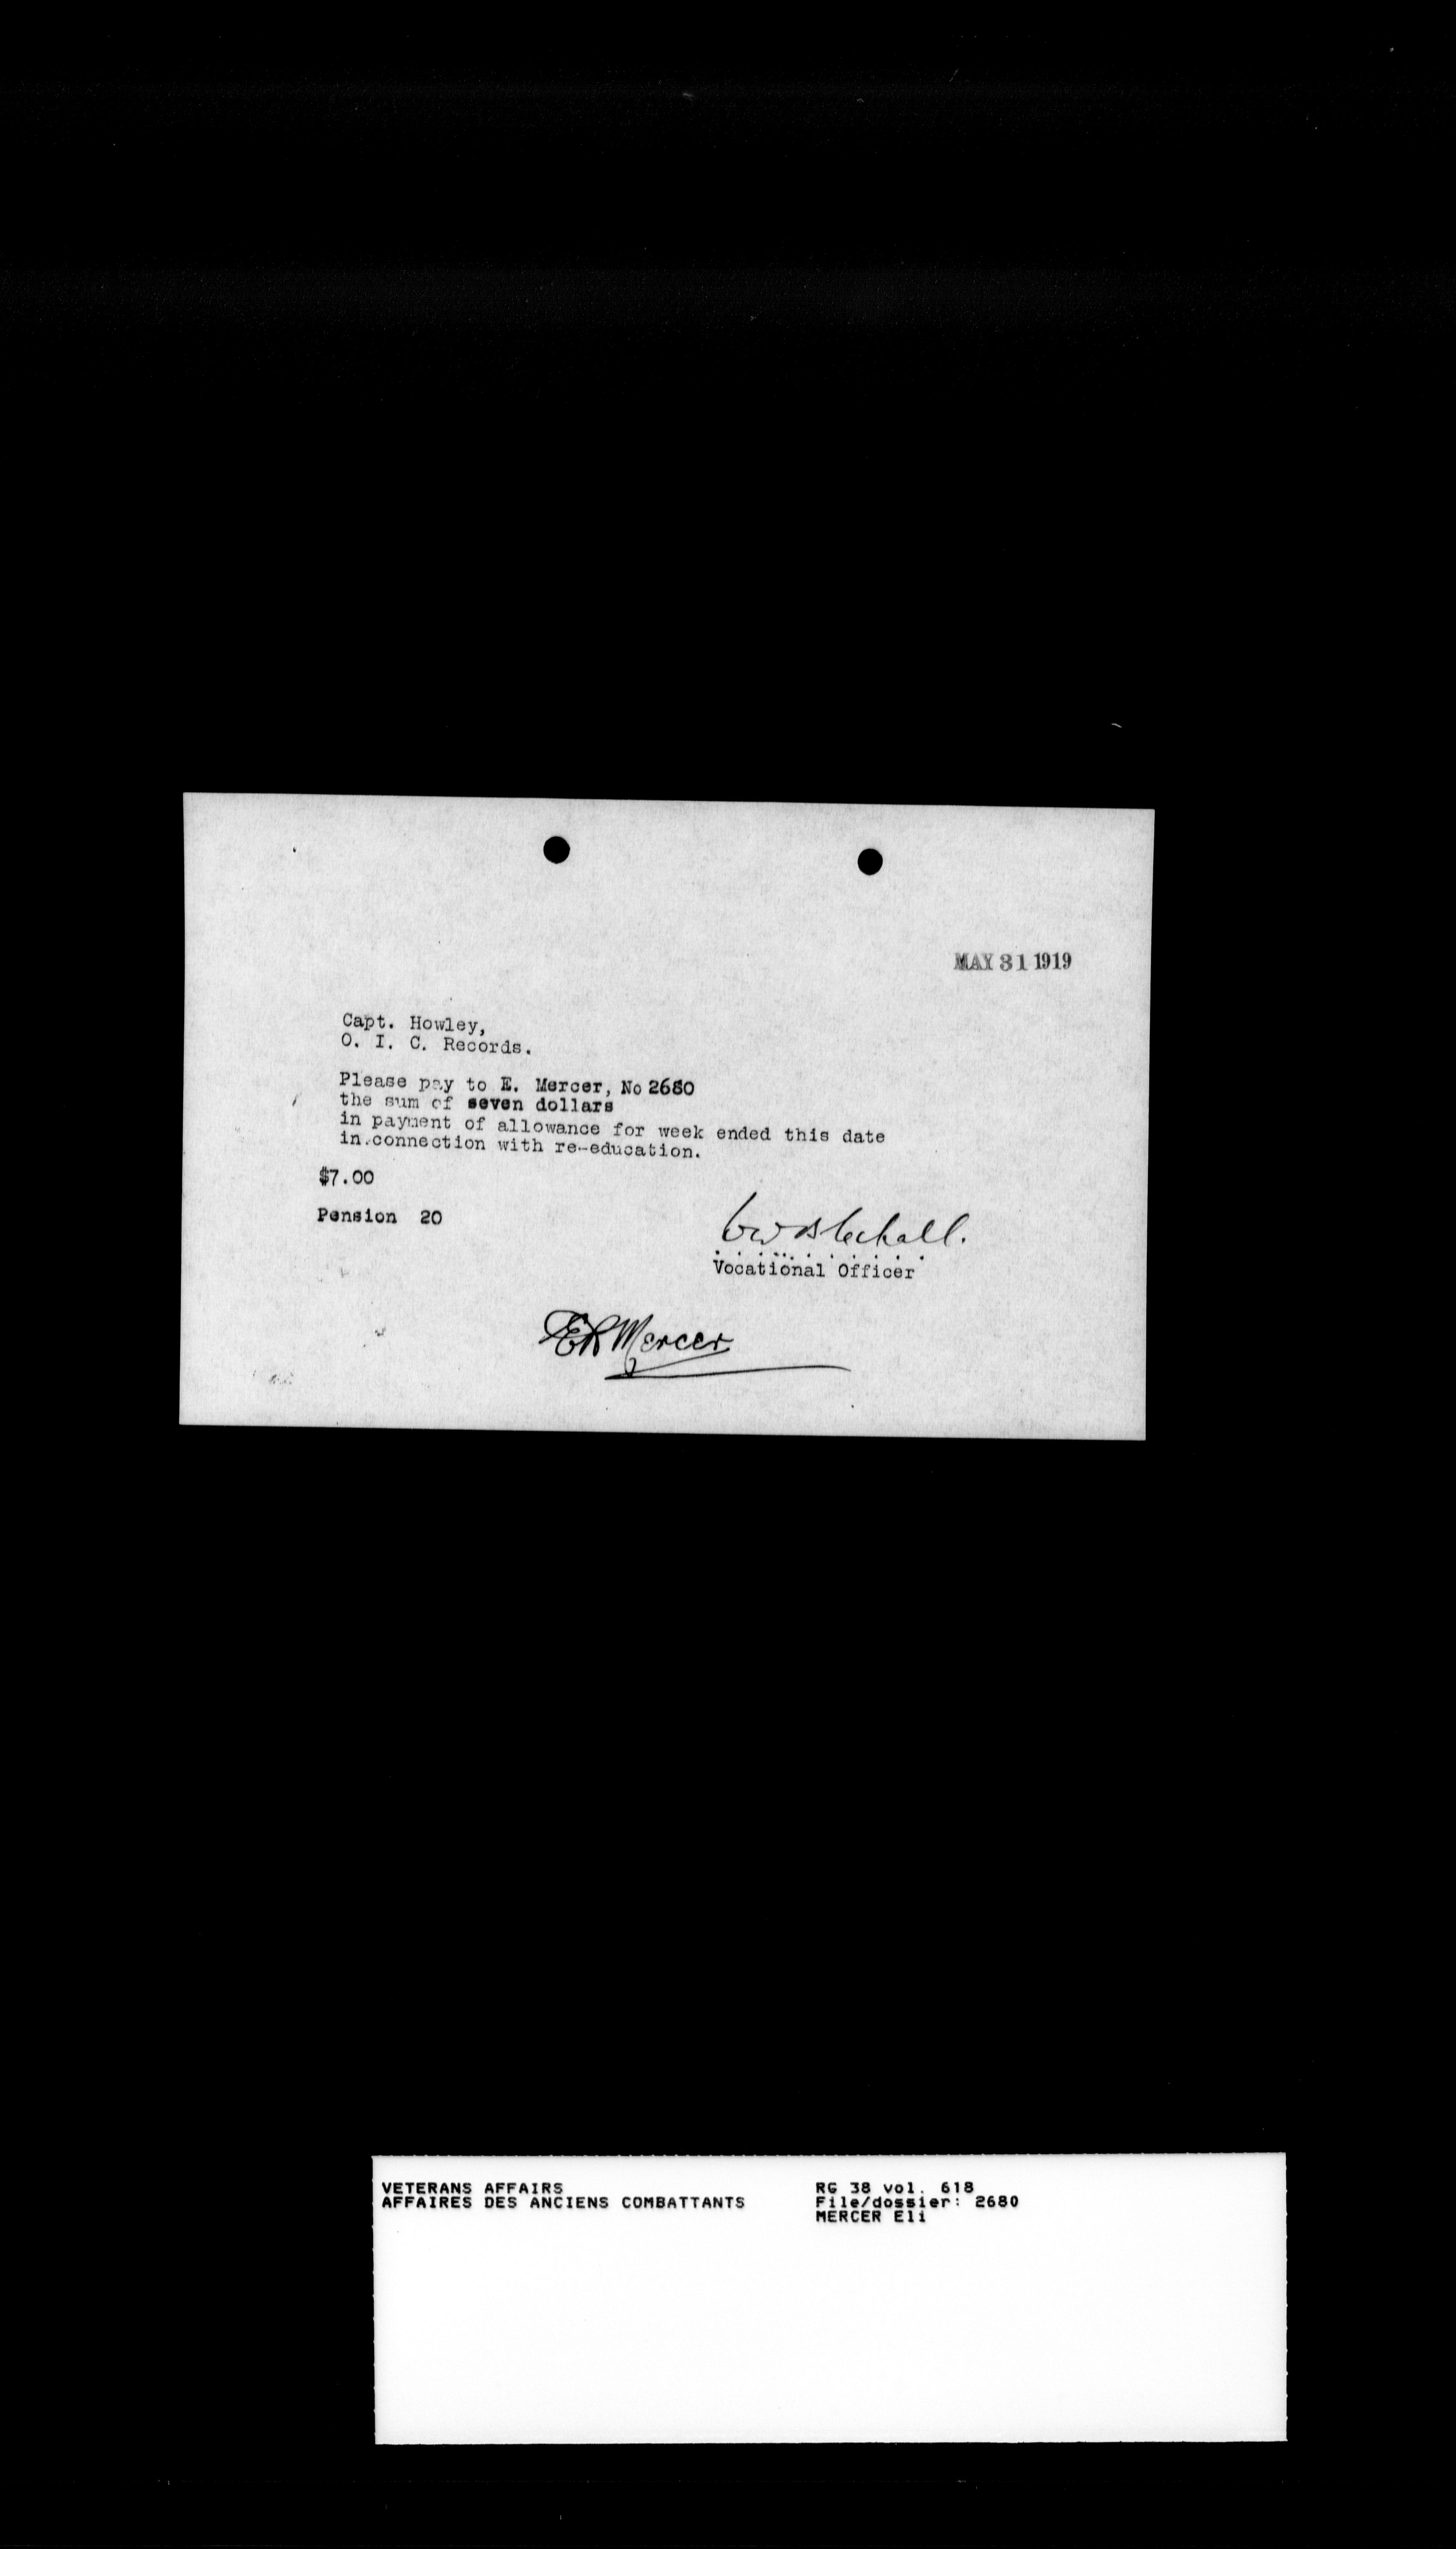 MAY 31 1919
Capt. Howley,
O. I. C. Records.
Please pay to E. Mercer, No 2680
the sum of seven dollars
in payment of allowance for week ended this date
in connection with re-education.
$7.00
Pension 20
Vocational Officer
ER Mercer
VETERANS AFFAIRS
AFFAIRES DES ANCIENS COMBATTANTS
RG 38 vol. 618
File/dossier: 2680
MERCER Eli